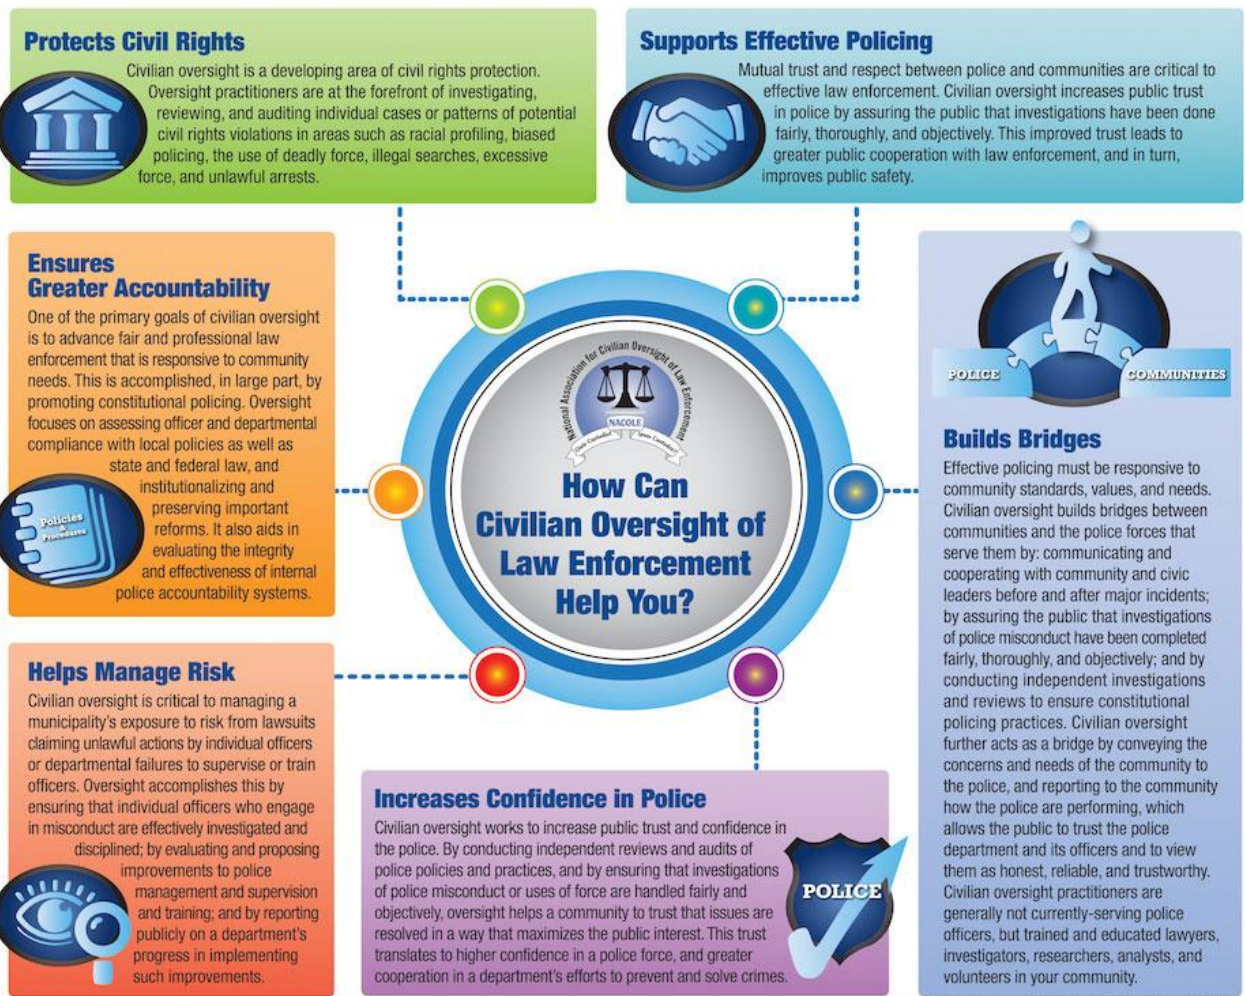 Protects Civil Rights
Civilian oversight is a developing area of civil rights protection.
Oversight practitioners are at the forefront of investigating,
reviewing, and auditing individual cases or patterns of potential
civil rights violations in areas such as racial profiling, biased
policing, the use of deadly force, illegal searches, excessive
force, and unlawful arrests.
Supports Effective Policing
Mutual trust and respect between police and communities are critical to
effective law enforcement. Civilian oversight increases public trust
in police by assuring the public that investigations have been done
fairly, thoroughly, and objectively. This improved trust leads to
greater public cooperation with law enforcement, and in turn,
improves public safety.
Ensures
Greater Accountability
One of the primary goals of civilian oversight
is to advance fair and professional law
enforcement that is responsive to community
needs. This is accomplished, in large part, by
promoting constitutional policing. Oversight
focuses on assessing officer and departmental
compliance with local policies as well as
state and federal law, and
institutionalizing and
preserving important
reforms. It also aids in
evaluating the integrity
and effectiveness of internal
police accountability systems.
Policies
&
Procedures
National Association for Civilian Oversight of Law Enforcement
NACOLE
Quis Custodiet Ipsos Custodes?
How Can
Civilian Oversight of
Law Enforcement
Help You?
POLICE
COMMUNITIES
Builds Bridges
Effective policing must be responsive to
community standards, values, and needs.
Civilian oversight builds bridges between
communities and the police forces that
serve them by: communicating and
cooperating with community and civic
leaders before and after major incidents;
by assuring the public that investigations
of police misconduct have been completed
fairly, thoroughly, and objectively; and by
conducting independent investigations
and reviews to ensure constitutional
policing practices. Civilian oversight
further acts as a bridge by conveying the
concerns and needs of the community to
the police, and reporting to the community
how the police are performing, which
allows the public to trust the police
department and its officers and to view
them as honest, reliable, and trustworthy.
Civilian oversight practitioners are
generally not currently-serving police
officers, but trained and educated lawyers,
investigators, researchers, analysts, and
volunteers in your community.
Helps Manage Risk
Civilian oversight is critical to managing a
municipality's exposure to risk from lawsuits
claiming unlawful actions by individual officers
or departmental failures to supervise or train
officers. Oversight accomplishes this by
ensuring that individual officers who engage
in misconduct are effectively investigated and
disciplined; by evaluating and proposing
improvements to police
management and supervision
and training; and by reporting
publicly on a department's
progress in implementing
such improvements.
Increases Confidence in Police
Civilian oversight works to increase public trust and confidence in
the police. By conducting independent reviews and audits of
police policies and practices, and by ensuring that investigations
of police misconduct or uses of force are handled fairly and
objectively, oversight helps a community to trust that issues are
resolved in a way that maximizes the public interest. This trust
translates to higher confidence in a police force, and greater
cooperation in a department's efforts to prevent and solve crimes.
POLICE